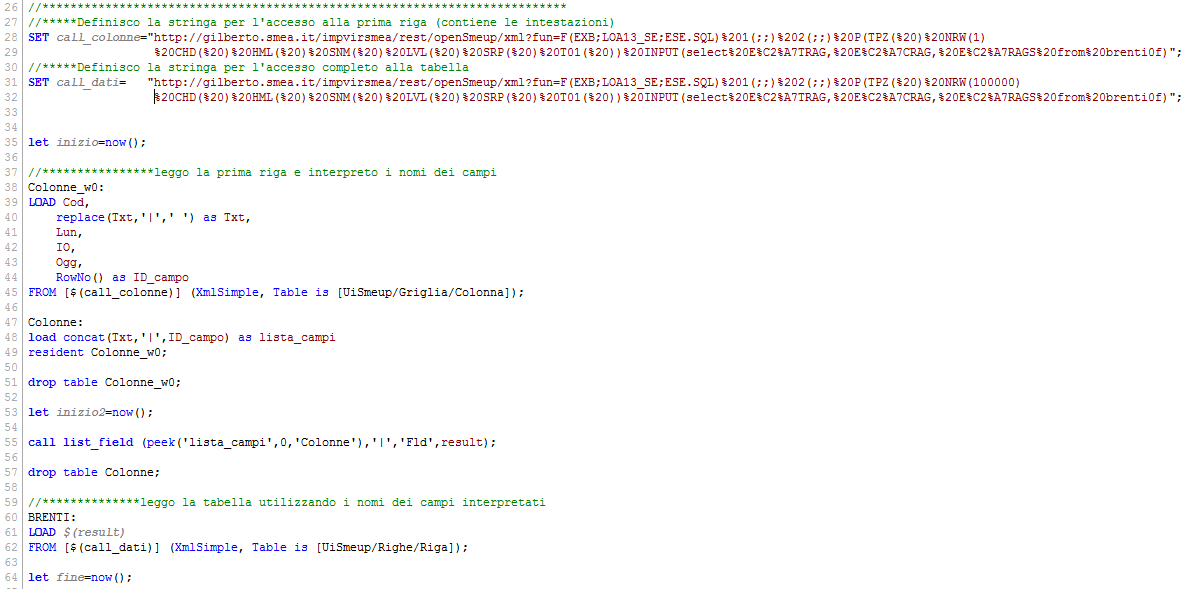 26 //***************************************************************************
27 //*****Definisco la stringa per l'accesso alla prima riga (contiene le intestazioni)
28 SET call_colonne="http://gilberto.smea.it/impvirsmea/rest/openSmeup/xml?fun=F(EXB;LOA13_SE;ESE.SQL)%201(;;)%202(;;)%20P(TPZ(%20)%20NRW(1)
29 %20CHD(%20)%20HML(%20)%20SNM(%20)%20LVL(%20)%20SRP(%20)%20T01(%20))%20INPUT(select%20E%C2%A7TRAG,%20E%C2%A7CRAG,%20E%C2%A7RAGS%20from%20brenti0f)";
30 //*****Definisco la stringa per l'accesso completo alla tabella
31 SET call_dati= "http://gilberto.smea.it/impvirsmea/rest/openSmeup/xml?fun=F(EXB;LOA13_SE;ESE.SQL)%201(;;)%202(;;)%20P(TPZ(%20)%20NRW(100000)
32 %20CHD(%20)%20HML(%20)%20SNM(%20)%20LVL(%20)%20SRP(%20)%20T01(%20))%20INPUT(select%20E%C2%A7TRAG,%20E%C2%A7CRAG,%20E%C2%A7RAGS%20from%20brenti0f)";
33
34
35 let inizio=now();
36
37 //****************leggo la prima riga e interpreto i nomi dei campi
38 Colonne_w0:
39 LOAD Cod,
40 replace(Txt,'|',' ') as Txt,
41 Lun,
42 IO,
43 Ogg,
44 RowNo() as ID_campo
45 FROM [$(call_colonne)] (XmlSimple, Table is [UiSmeup/Griglia/Colonna]);
46
47 Colonne:
48 load concat(Txt,'|',ID_campo) as lista_campi
49 resident Colonne_w0;
50
51 drop table Colonne_w0;
52
53 let inizio2=now();
54
55 call list_field (peek('lista_campi',0,'Colonne'),'|','Fld',result);
56
57 drop table Colonne;
58
59 //**************leggo la tabella utilizzando i nomi dei campi interpretati
60 BRENTI:
61 LOAD $(result)
62 FROM [$(call_dati)] (XmlSimple, Table is [UiSmeup/Righe/Riga]);
63
64 let fine=now();